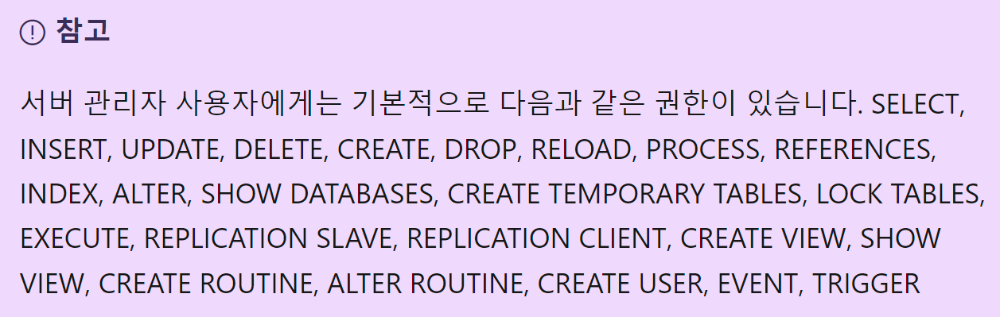 참고
서버 관리자 사용자에게는 기본적으로 다음과 같은 권한이 있습니다. SELECT,
INSERT, UPDATE, DELETE, CREATE, DROP, RELOAD, PROCESS, REFERENCES,
INDEX, ALTER, SHOW DATABASES, CREATE TEMPORARY TABLES, LOCK TABLES,
EXECUTE, REPLICATION SLAVE, REPLICATION CLIENT, CREATE VIEW, SHOW
VIEW, CREATE ROUTINE, ALTER ROUTINE, CREATE USER, EVENT, TRIGGER